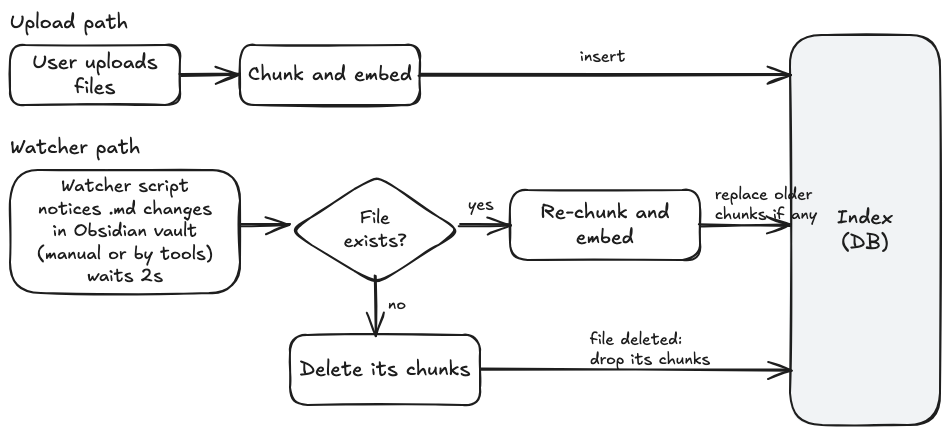 Upload path
User uploads
files
Chunk and embed
insert
Watcher path
Watcher script
notices .md changes
in Obsidian vault
(manual or by tools)
waits 2s
File
exists?
yes
Re-chunk and
embed
replace older
chunks if any
Index
(DB)
no
Delete its chunks
file deleted:
drop its chunks